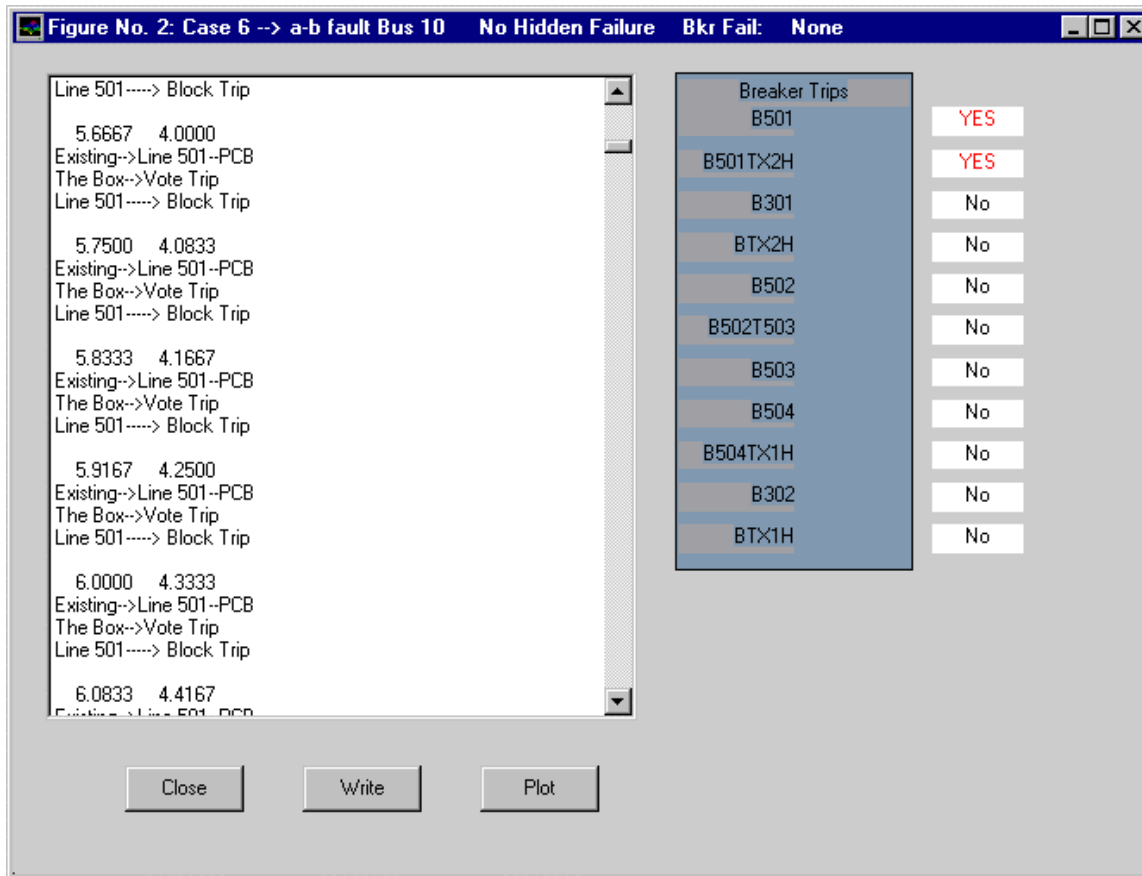 Figure No. 2: Case 6 --> a-b fault Bus 10 No Hidden Failure Bkr Fail: None
Line 501-----> Block Trip
5.6667 4.0000
Existing-->Line 501--PCB
The Box-->Vote Trip
Line 501-----> Block Trip
5.7500 4.0833
Existing-->Line 501--PCB
The Box-->Vote Trip
Line 501-----> Block Trip
5.8333 4.1667
Existing-->Line 501--PCB
The Box-->Vote Trip
Line 501-----> Block Trip
5.9167 4.2500
Existing-->Line 501--PCB
The Box-->Vote Trip
Line 501-----> Block Trip
6.0000 4.3333
Existing-->Line 501--PCB
The Box-->Vote Trip
Line 501-----> Block Trip
6.0833 4.4167
Existing-->Line 501--PCB
Breaker Trips
B501 YES
B501TX2H YES
B301 No
BTX2H No
B502 No
B502T503 No
B503 No
B504 No
B504TX1H No
B302 No
BTX1H No
Close Write Plot